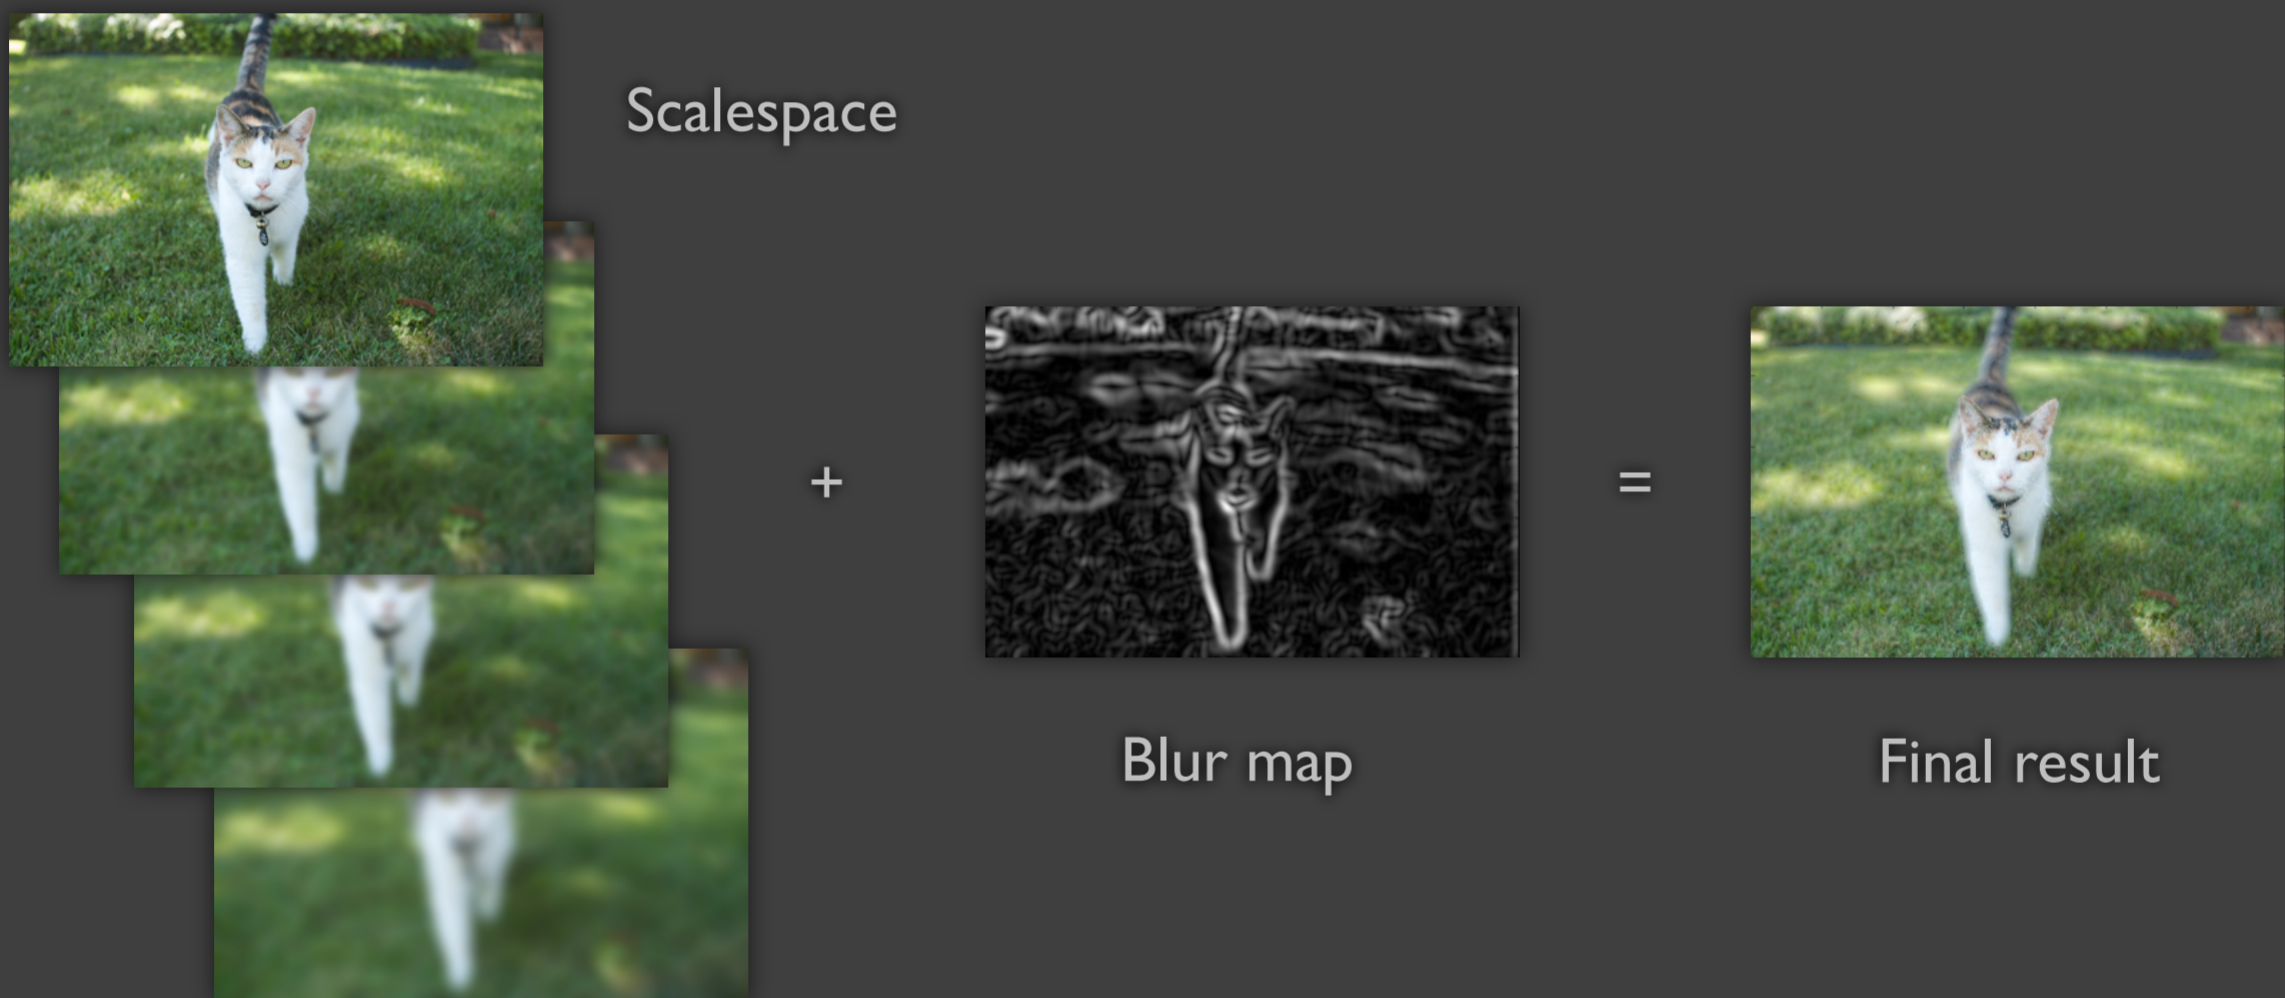 Scalespace
+
=
Blur map
Final result